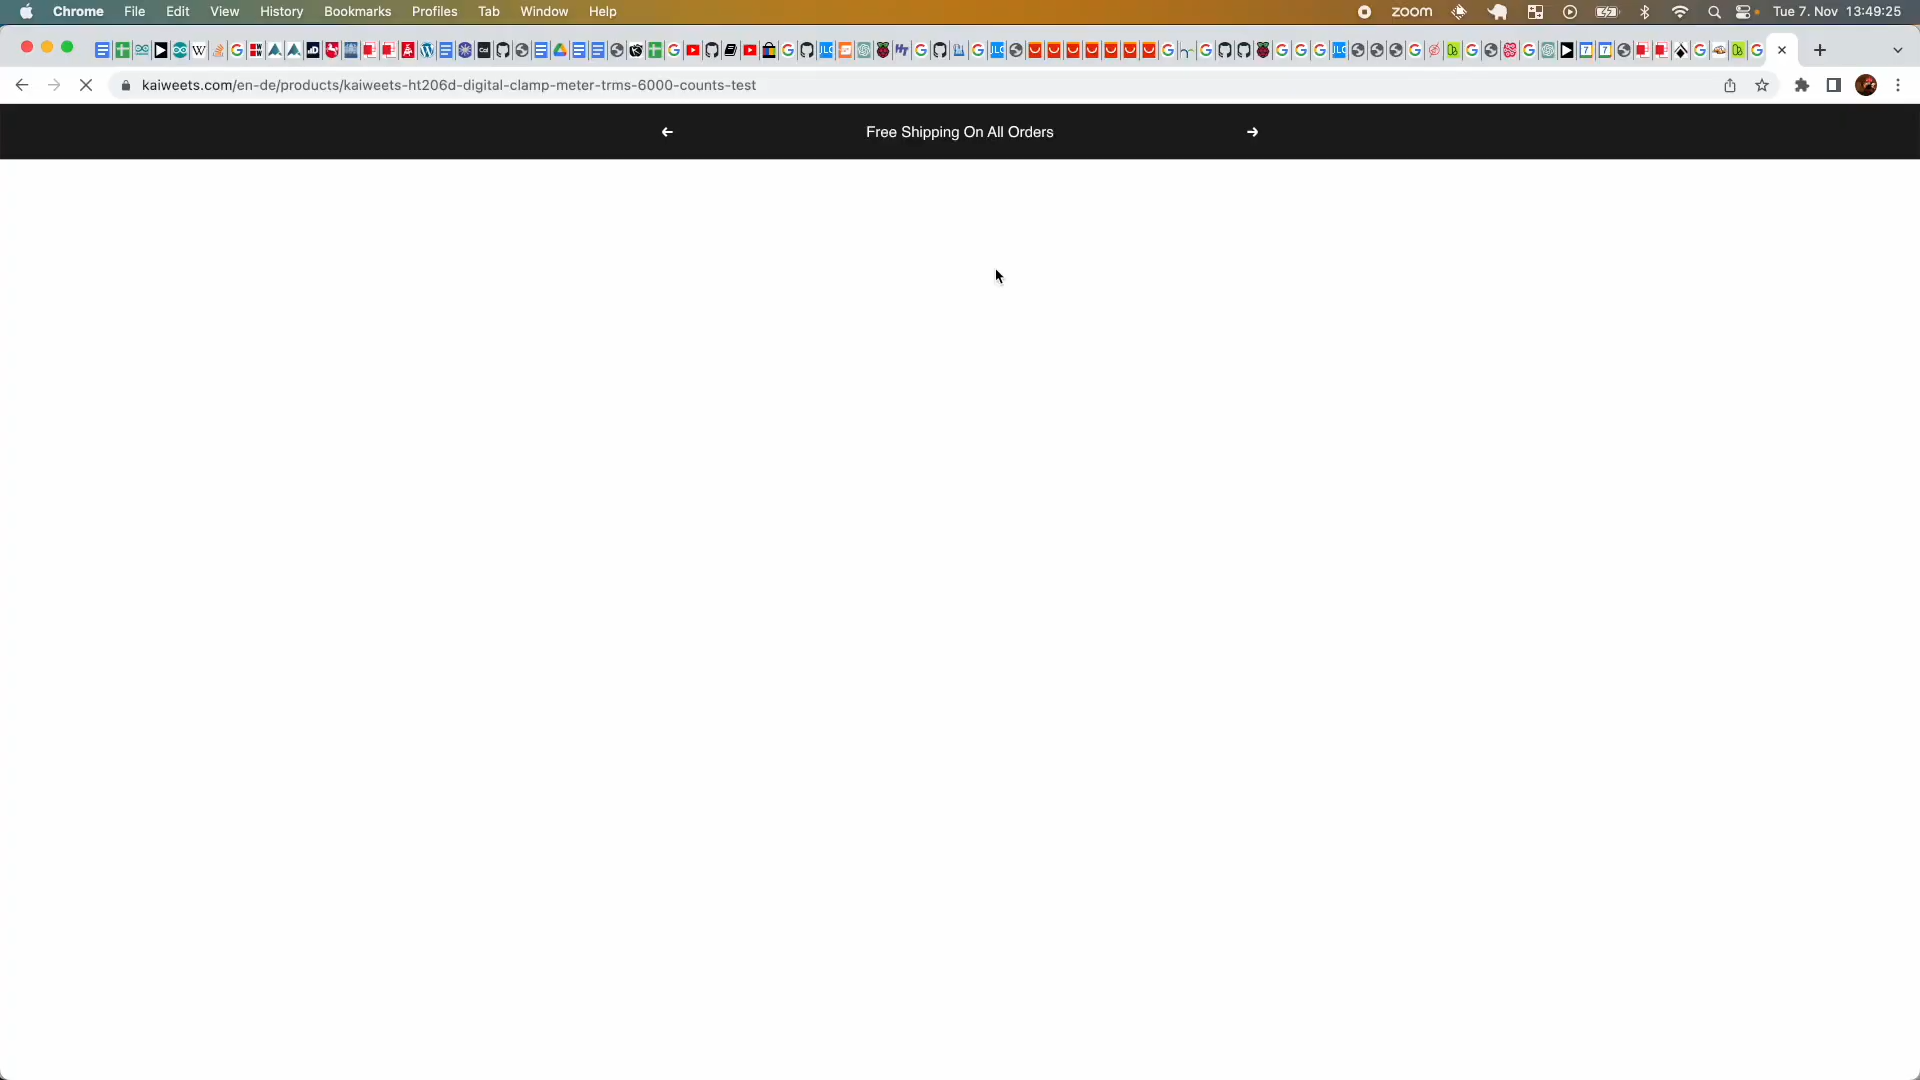 Chrome File Edit View History Bookmarks Profiles Tab Window Help zoom Tue 7. Nov 13:49:25
kaiweets.com/en-de/products/kaiweets-ht206d-digital-clamp-meter-trms-6000-counts-test
Free Shipping On All Orders